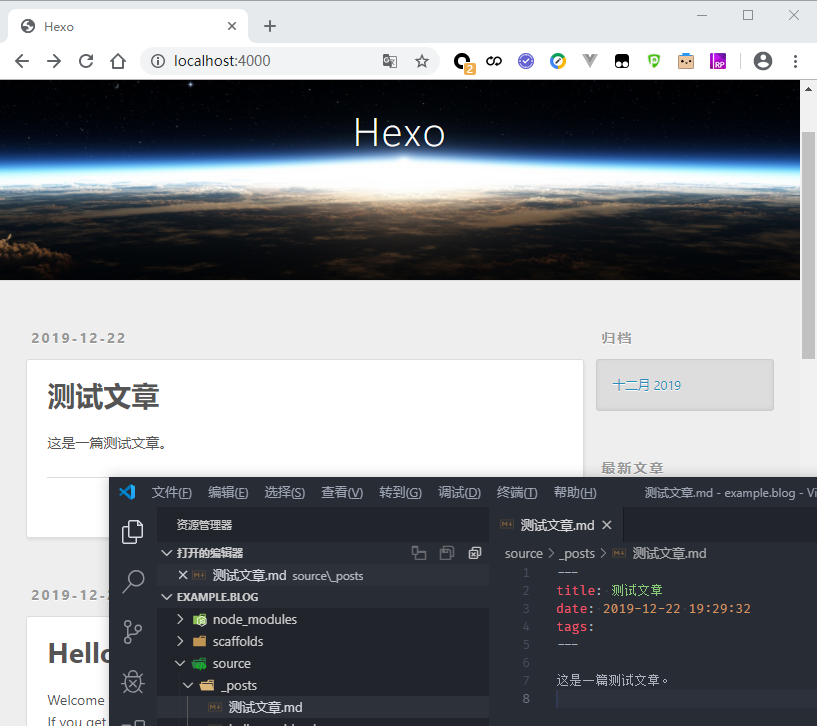 Hexo
localhost:4000
2
RP
Hexo
2019-12-22
归档
测试文章
十二月 2019
这是一篇测试文章。
最新文章
文件(F) 编辑(E) 选择(S) 查看(V) 转到(G) 调试(D) 终端(T) 帮助(H) 测试文章.md - example.blog - Vi
资源管理器
测试文章.md
打开的编辑器
source > _posts > 测试文章.md
测试文章.md source\_posts
1 ---
EXAMPLE.BLOG
2 title: 测试文章
node_modules
3 date: 2019-12-22 19:29:32
scaffolds
4 tags:
source
5 ---
_posts
6
测试文章.md
7 这是一篇测试文章。
8
2019-12-2
Hello
Welcome
If you get